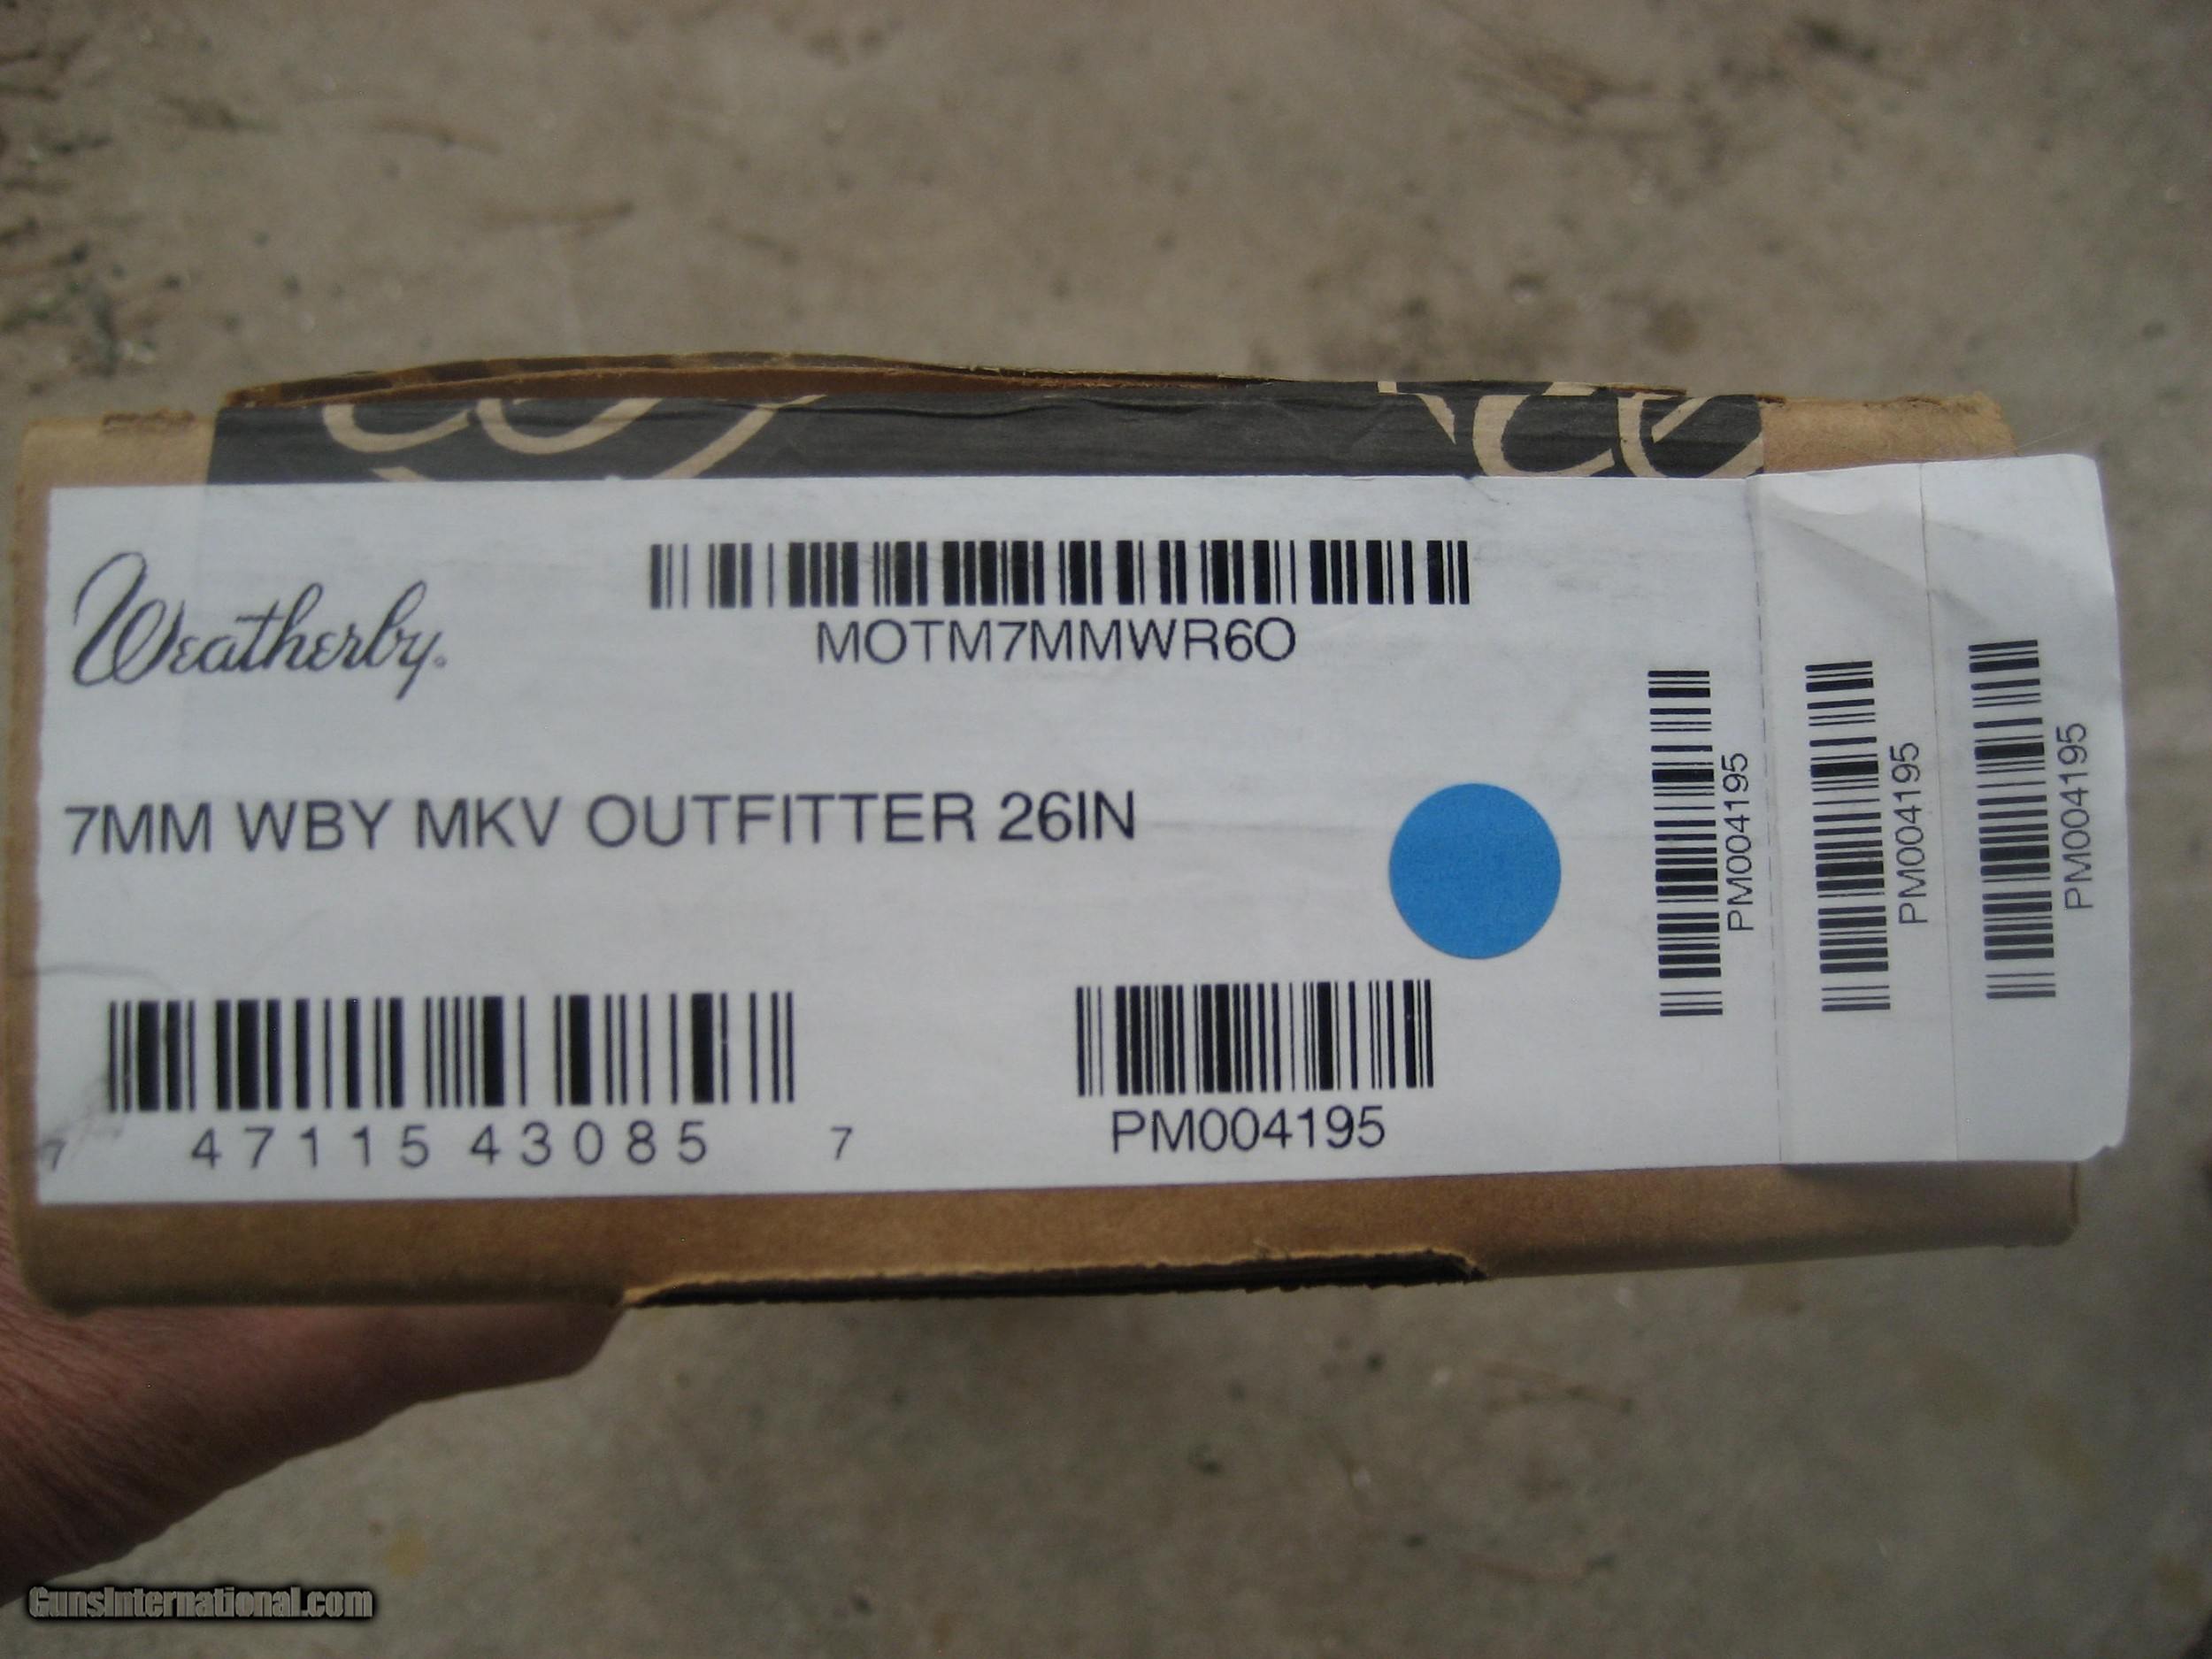 Weatherby®
MOTM7MMWR6O
7MM WBY MKV OUTFITTER 26IN
7 47115 43085 7
PM004195
PM004195
PM004195
PM004195
GunsInternational.com